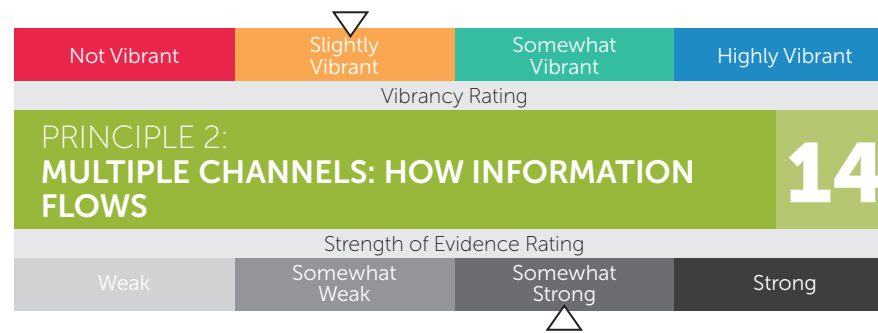 Not Vibrant
Slightly
Vibrant
Somewhat
Vibrant
Highly Vibrant
Vibrancy Rating
PRINCIPLE 2:
MULTIPLE CHANNELS: HOW INFORMATION
FLOWS
14
Strength of Evidence Rating
Weak
Somewhat
Weak
Somewhat
Strong
Strong